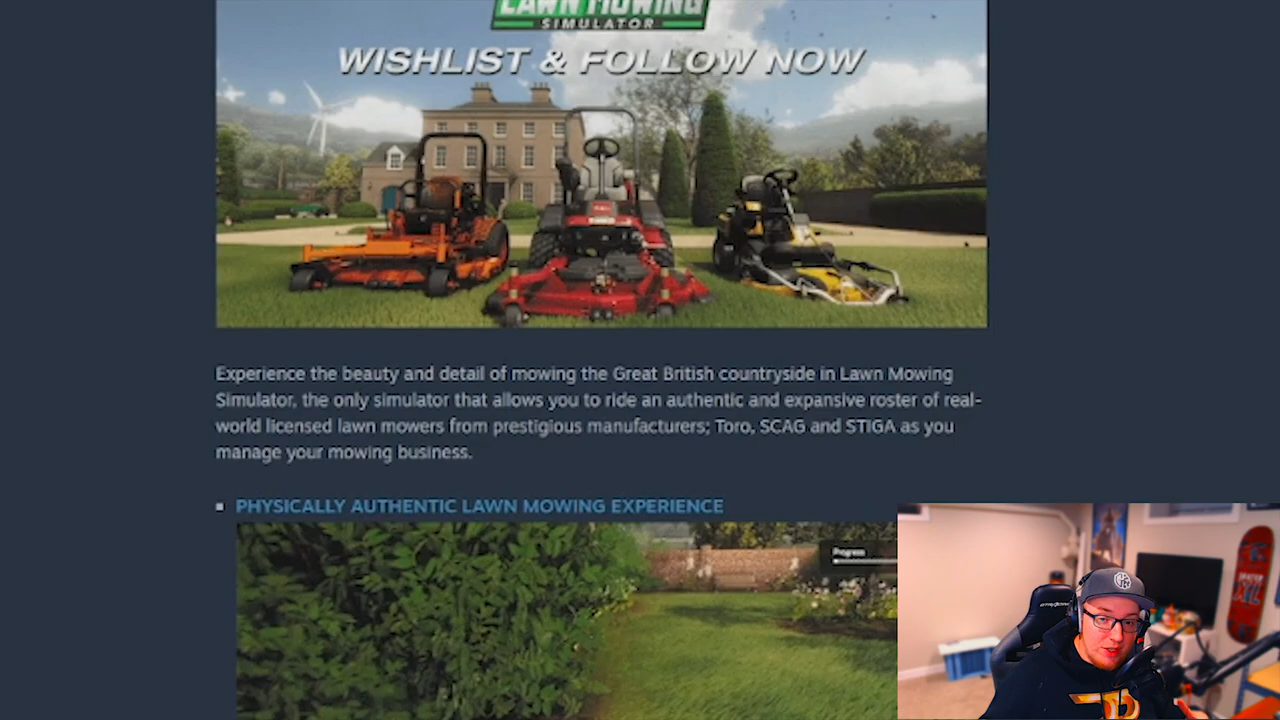 LAWN MOWING
SIMULATOR
WISHLIST & FOLLOW NOW
Experience the beauty and detail of mowing the Great British countryside in Lawn Mowing
Simulator, the only simulator that allows you to ride an authentic and expansive roster of real-
world licensed lawn mowers from prestigious manufacturers; Toro, SCAG and STIGA as you
manage your mowing business.
PHYSICALLY AUTHENTIC LAWN MOWING EXPERIENCE
Progress